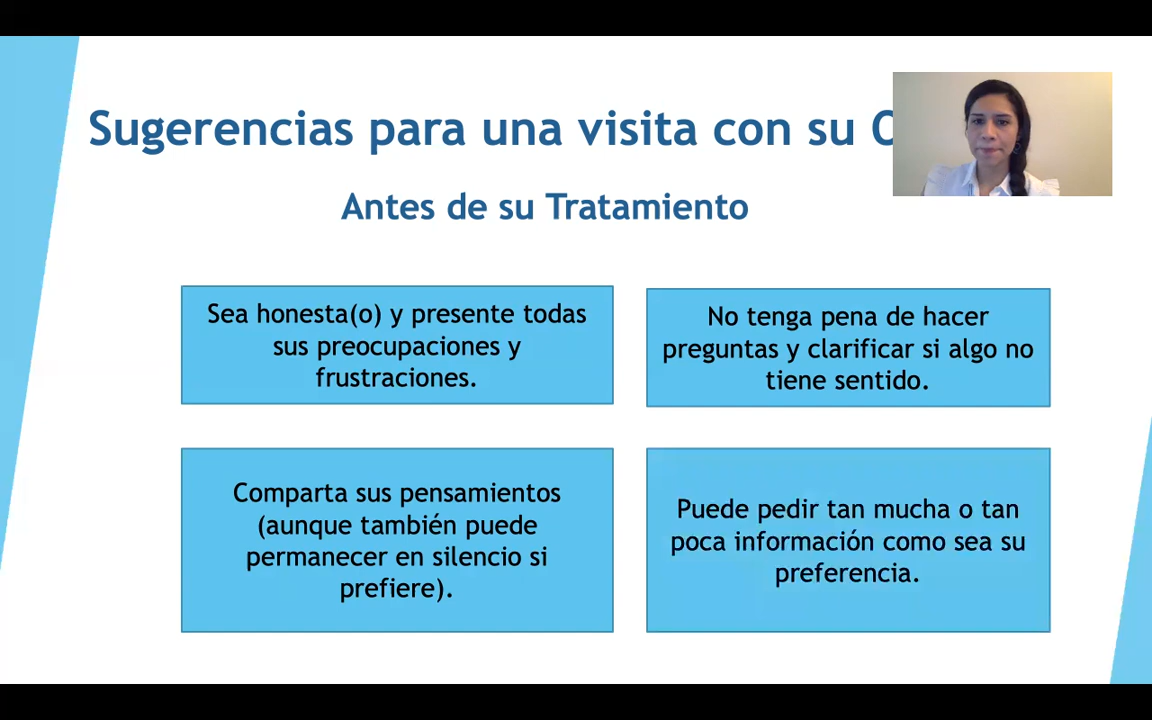 Sugerencias para una visita con su
Antes de su Tratamiento
Sea honesta(o) y presente todas
sus preocupaciones y
frustraciones.
No tenga pena de hacer
preguntas y clarificar si algo no
tiene sentido.
Comparta sus pensamientos
(aunque también puede
permanecer en silencio si
prefiere).
Puede pedir tan mucha o tan
poca información como sea su
preferencia.